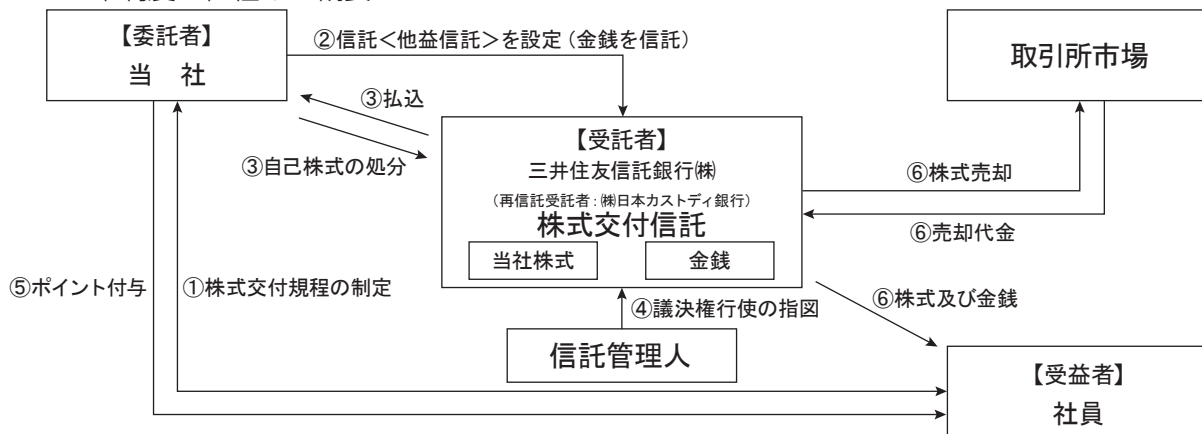 【委託者】
当　社
②信託<他益信託>を設定（金銭を信託）
取引所市場
③払込
③自己株式の処分
【受託者】
三井住友信託銀行㈱
（再信託受託者：㈱日本カストディ銀行）
株式交付信託
当社株式
金銭
⑥株式売却
⑥売却代金
⑤ポイント付与
①株式交付規程の制定
④議決権行使の指図
⑥株式及び金銭
信託管理人
【受益者】
社員